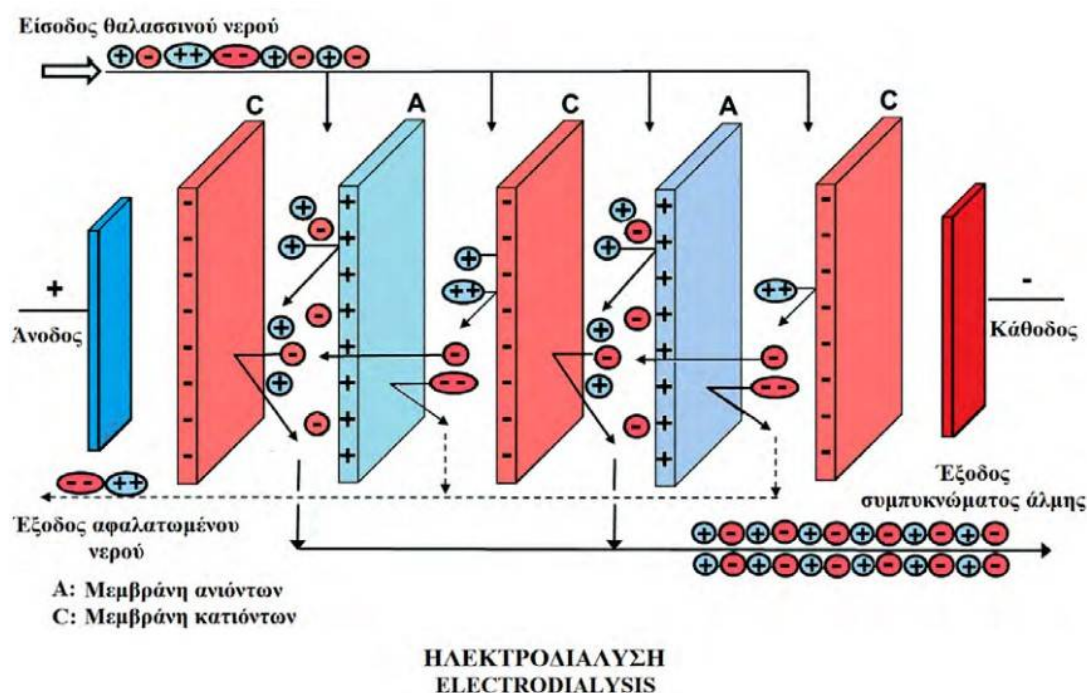 Είσοδος θαλασσινού νερού
+ - ++ -- + - + -
C A C A C
+
Άνοδος
-
Κάθοδος
Έξοδος
συμπυκνώματος άλμης
-- ++
Έξοδος αφαλατωμένου
νερού
+ - + - + - + - + - + -
+ - + - + - + - + - + -
A: Μεμβράνη ανιόντων
C: Μεμβράνη κατιόντων
ΗΛΕΚΤΡΟΔΙΑΛΥΣΗ
ELECTRODIALYSIS